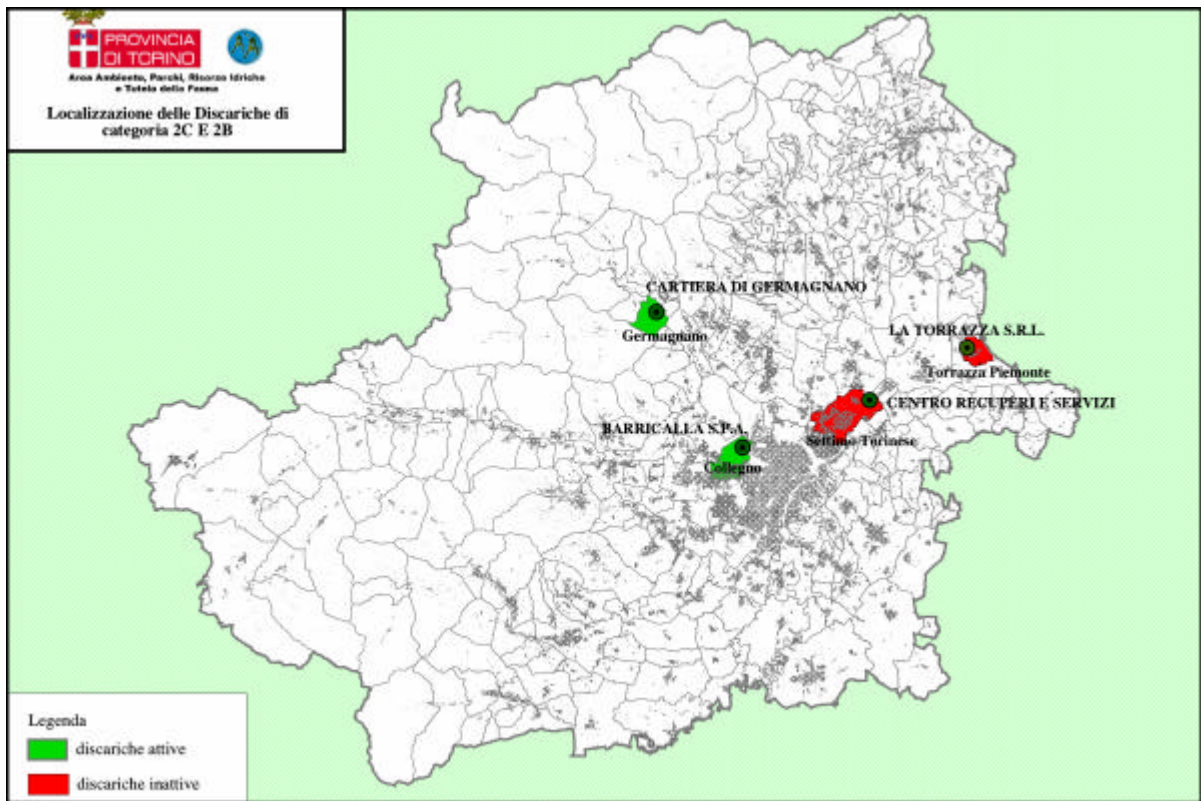 PROVINCIA
DI TORINO
Area Ambiente, Parchi, Risorse Idriche
e Tutela della Fauna
Localizzazione delle Discariche di
categoria 2C E 2B
CARTIERA DI GERMAGNANO
Germagnano
LA TORRAZZA S.R.L.
Torrazza Piemonte
CENTRO RECUPERI E SERVIZI
Settimo Torinese
BARRICALLA S.P.A.
Collegno
Legenda
discariche attive
discariche inattive